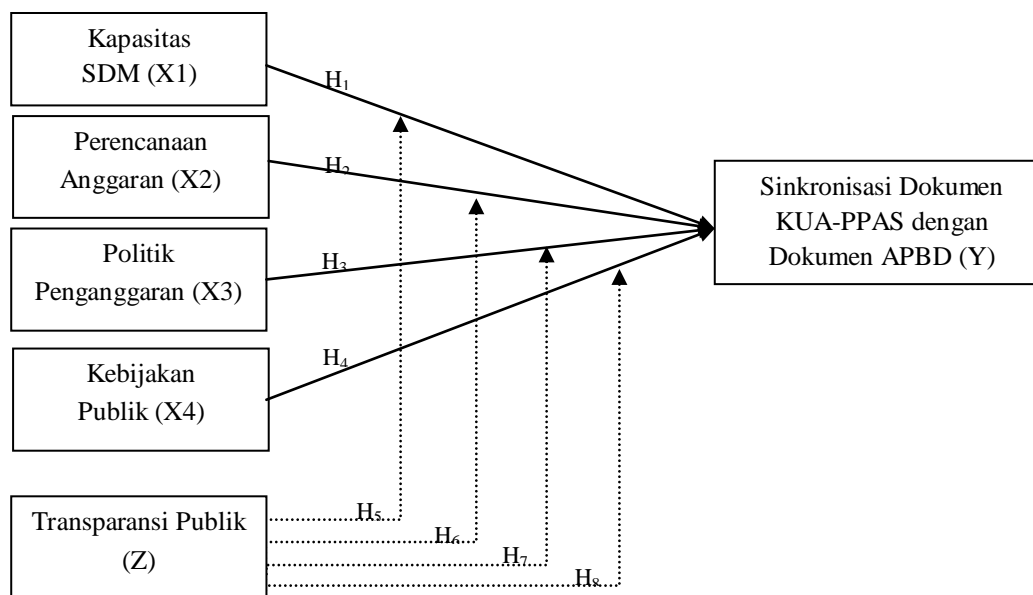 Kapasitas
SDM (X1)
H1
Perencanaan
Anggaran (X2)
H2
Politik
Penganggaran (X3)
H3
Kebijakan
Publik (X4)
H4
Sinkronisasi Dokumen
KUA-PPAS dengan
Dokumen APBD (Y)
Transparansi Publik
(Z)
H5
H6
H7
H8